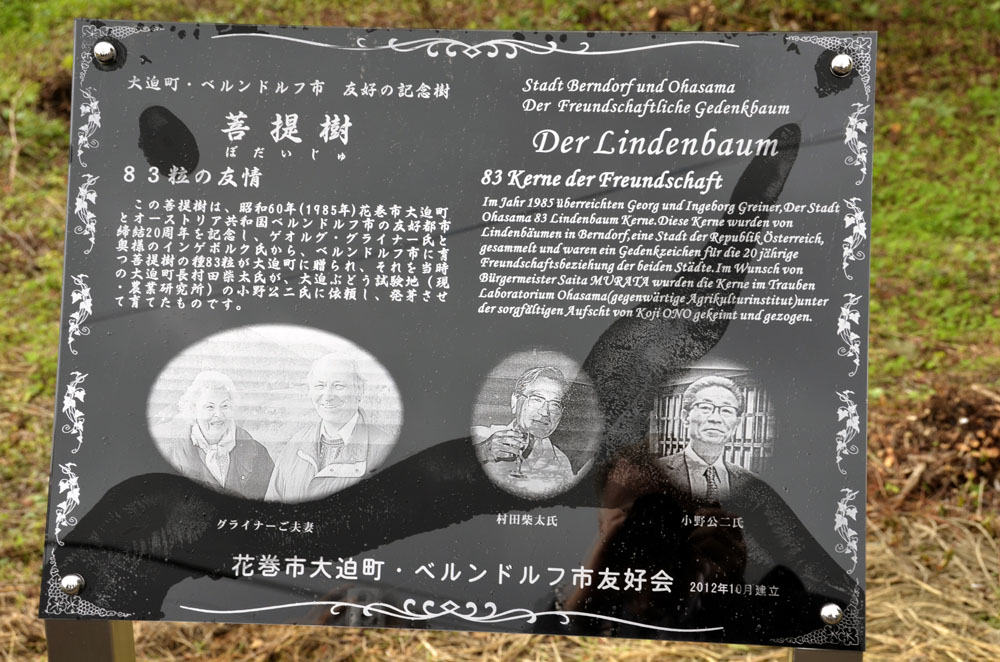 大迫町・ベルンドルフ市　友好の記念樹
菩提樹
ぼだいじゅ
83粒の友情
この菩提樹は、昭和60年(1985年)花巻市大迫町
とオーストリア共和国ベルンドルフ市の友好都市
締結20周年を記念し、ゲオルグ・グライナー氏と
奥様のインゲボルク氏から、ベルンドルフ市に育
つ菩提樹の種83粒が大迫町に贈られ、それを当時
の大迫町長村田柴太氏が、大迫ぶどう試験地（現
・農業研究所）の小野公二氏に依頼し、発芽させ
て育てたものです。
Stadt Berndorf und Ohasama
Der Freundschaftliche Gedenkbaum
Der Lindenbaum
83 Kerne der Freundschaft
Im Jahr 1985 überreichten Georg und Ingeborg Greiner,Der Stadt
Ohasama 83 Lindenbaum Kerne.Diese Kerne wurden von
Lindenbäumen in Berndorf,eine Stadt der Republik Österreich,
gesammelt und waren ein Gedenkzeichen für die 20 jährige
Freundschaftsbeziehung der beiden Städte.Im Wunsch von
Bürgermeister Saita MURATA wurden die Kerne im Trauben
Laboratorium Ohasama(gegenwärtige Agrikulturinstitut)unter
der sorgfältigen Aufscht von Koji ONO gekeimt und gezogen.
グライナーご夫妻
村田柴太氏
小野公二氏
花巻市大迫町・ベルンドルフ市友好会
2012年10月建立